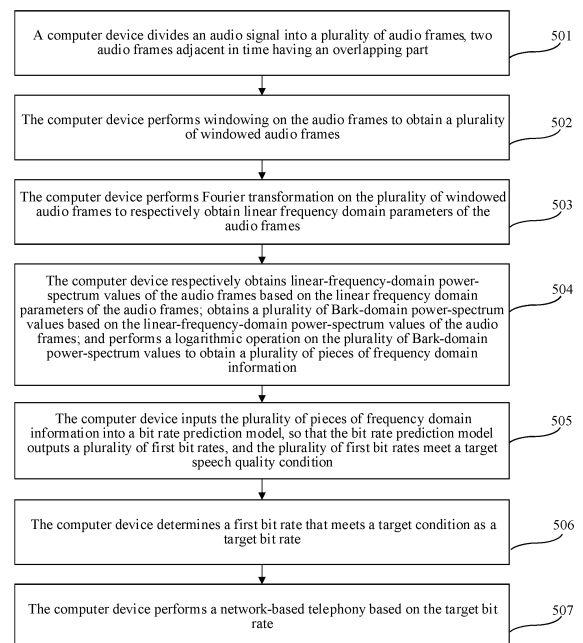 A computer device divides an audio signal into a plurality of audio frames, two
audio frames adjacent in time having an overlapping part
501
The computer device performs windowing on the audio frames to obtain a plurality
of windowed audio frames
502
The computer device performs Fourier transformation on the plurality of windowed
audio frames to respectively obtain linear frequency domain parameters of the
audio frames
503
The computer device respectively obtains linear-frequency-domain power-
spectrum values of the audio frames based on the linear frequency domain
parameters of the audio frames; obtains a plurality of Bark-domain power-spectrum
values based on the linear-frequency-domain power-spectrum values of the audio
frames; and performs a logarithmic operation on the plurality of Bark-domain
power-spectrum values to obtain a plurality of pieces of frequency domain
information
504
The computer device inputs the plurality of pieces of frequency domain
information into a bit rate prediction model, so that the bit rate prediction model
outputs a plurality of first bit rates, and the plurality of first bit rates meet a target
speech quality condition
505
The computer device determines a first bit rate that meets a target condition as a
target bit rate
506
The computer device performs a network-based telephony based on the target bit
rate
507